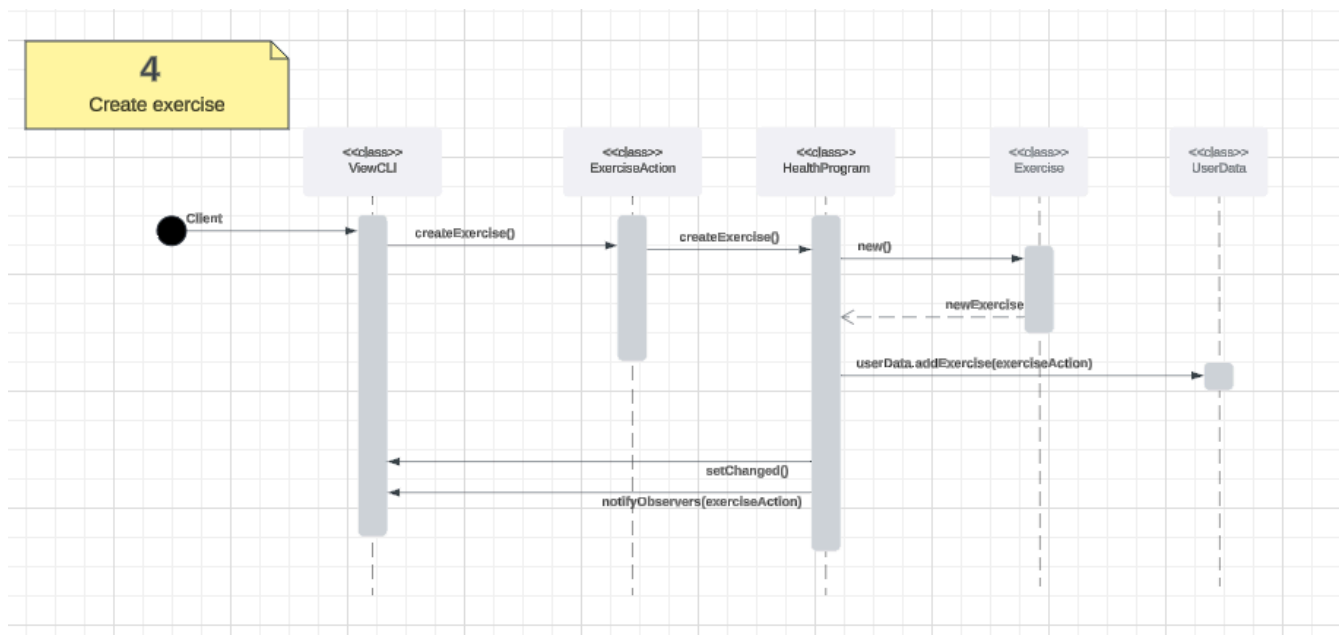 4
Create exercise
<<class>>
ViewCLI
<<class>>
ExerciseAction
<<class>>
HealthProgram
<<class>>
Exercise
<<class>>
UserData
Client
createExercise()
createExercise()
new()
newExercise
userData.addExercise(exerciseAction)
setChanged()
notifyObservers(exerciseAction)